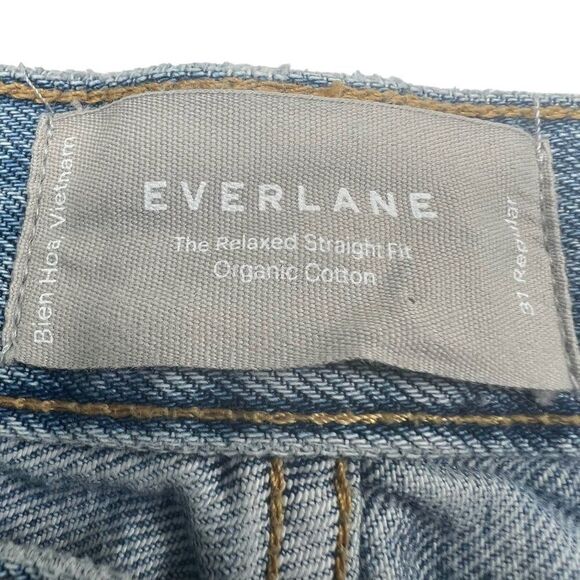 EVERLANE
The Relaxed Straight Fit
Organic Cotton
Bien Hoa, Vietnam
31 Regular